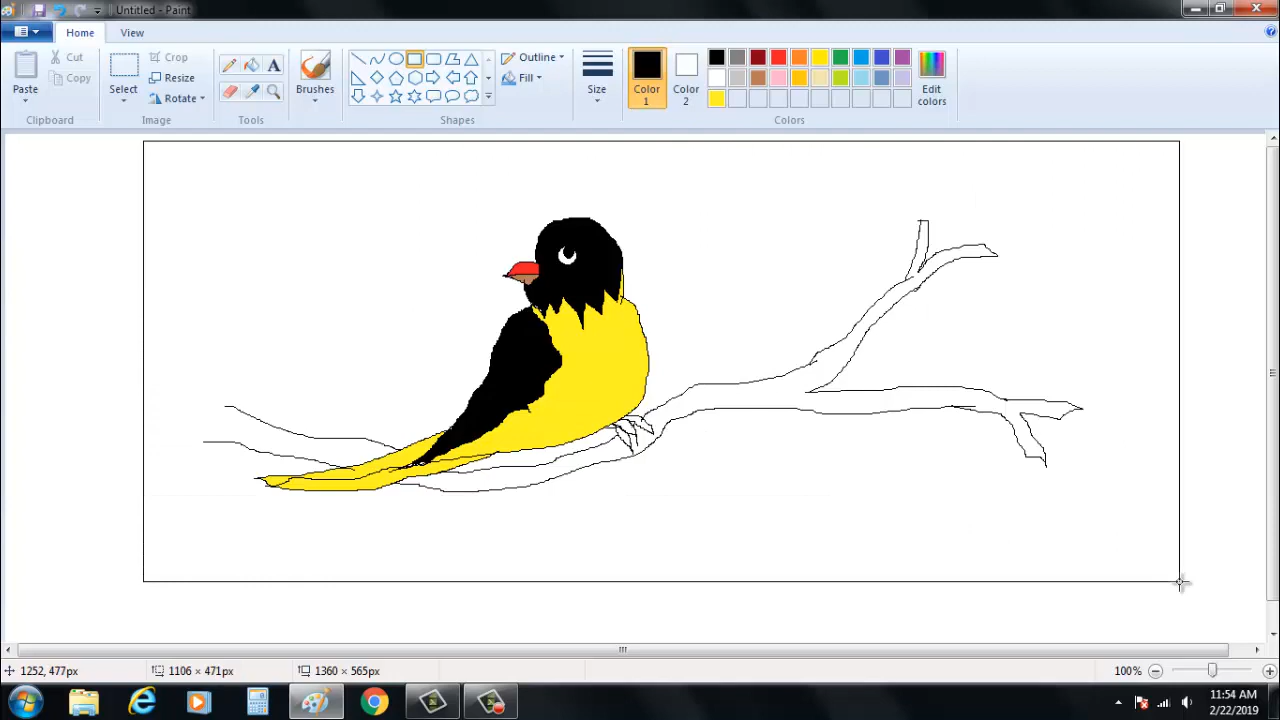 Untitled - Paint
Home View
Paste
Cut
Copy
Clipboard
Select
Crop
Resize
Rotate
Image
Tools
Brushes
Shapes
Outline
Fill
Size
Color 1
Color 2
Edit colors
Colors
1252, 477px 1106 × 471px 1360 × 565px 100%
11:54 AM
2/22/2019